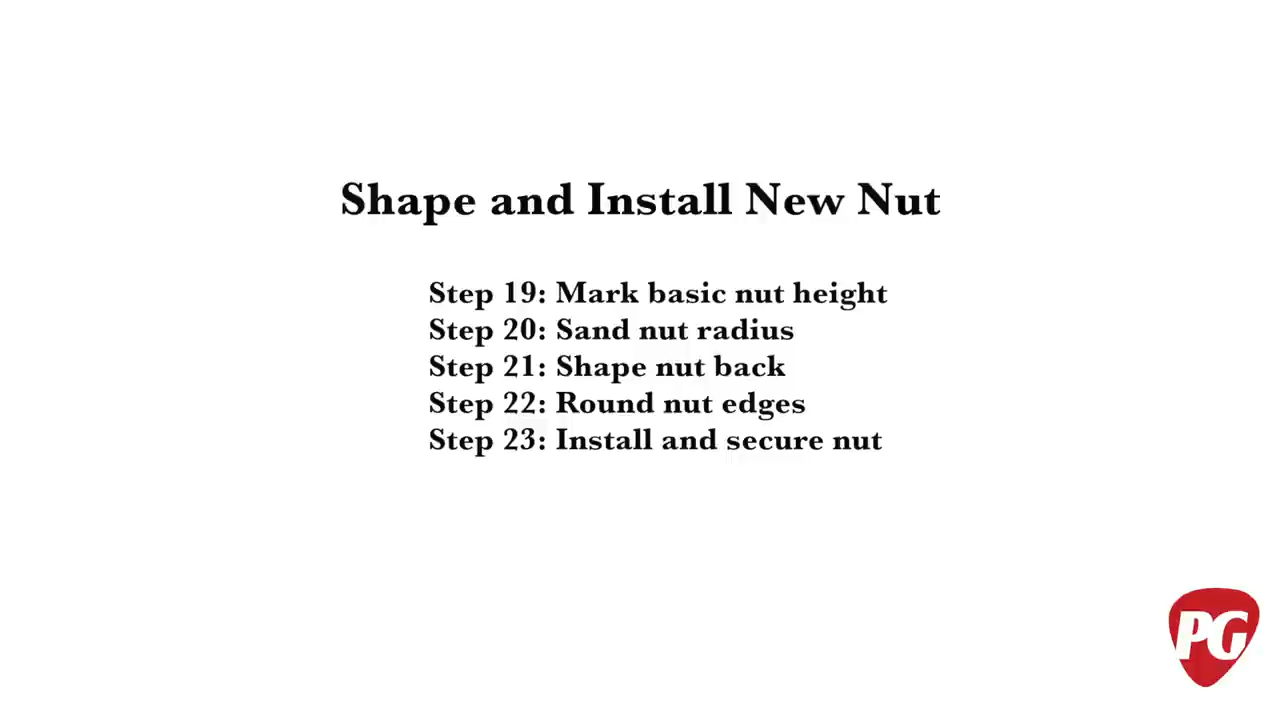 Shape and Install New Nut
Step 19: Mark basic nut height
Step 20: Sand nut radius
Step 21: Shape nut back
Step 22: Round nut edges
Step 23: Install and secure nut
PG